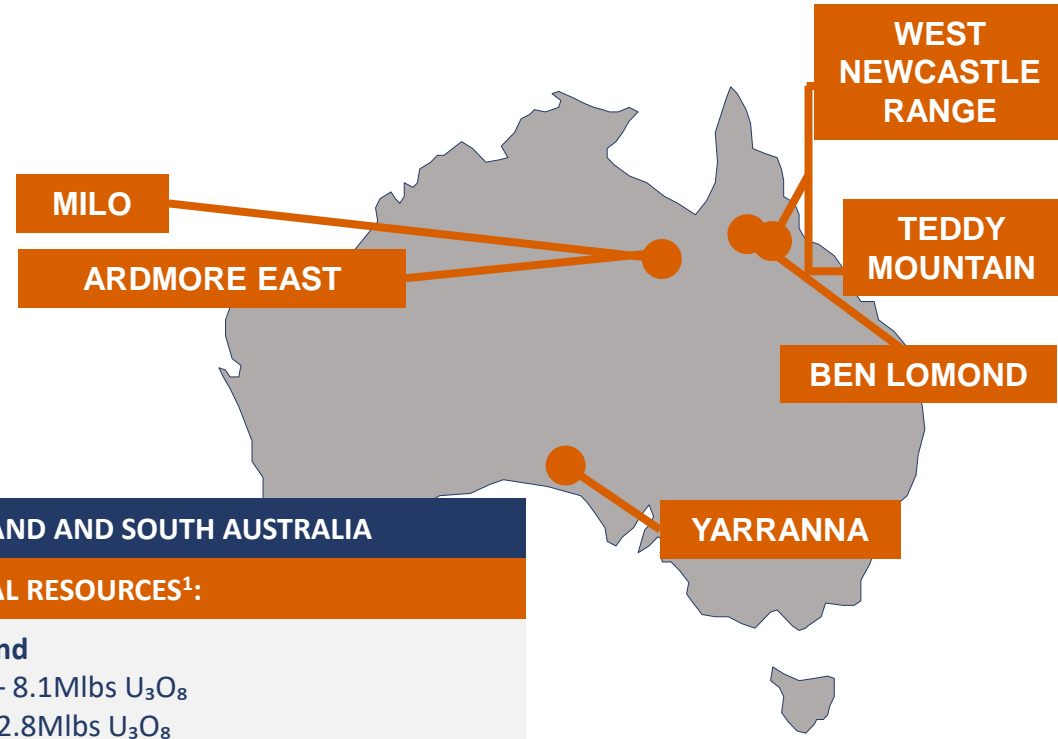 WEST
NEWCASTLE
RANGE
MILO
TEDDY
MOUNTAIN
ARDMORE EAST
BEN LOMOND
YARRANNA
AND AND SOUTH AUSTRALIA
AL RESOURCES¹:
nd
- 8.1Mlbs U₃O₈
2.8Mlbs U₃O₈